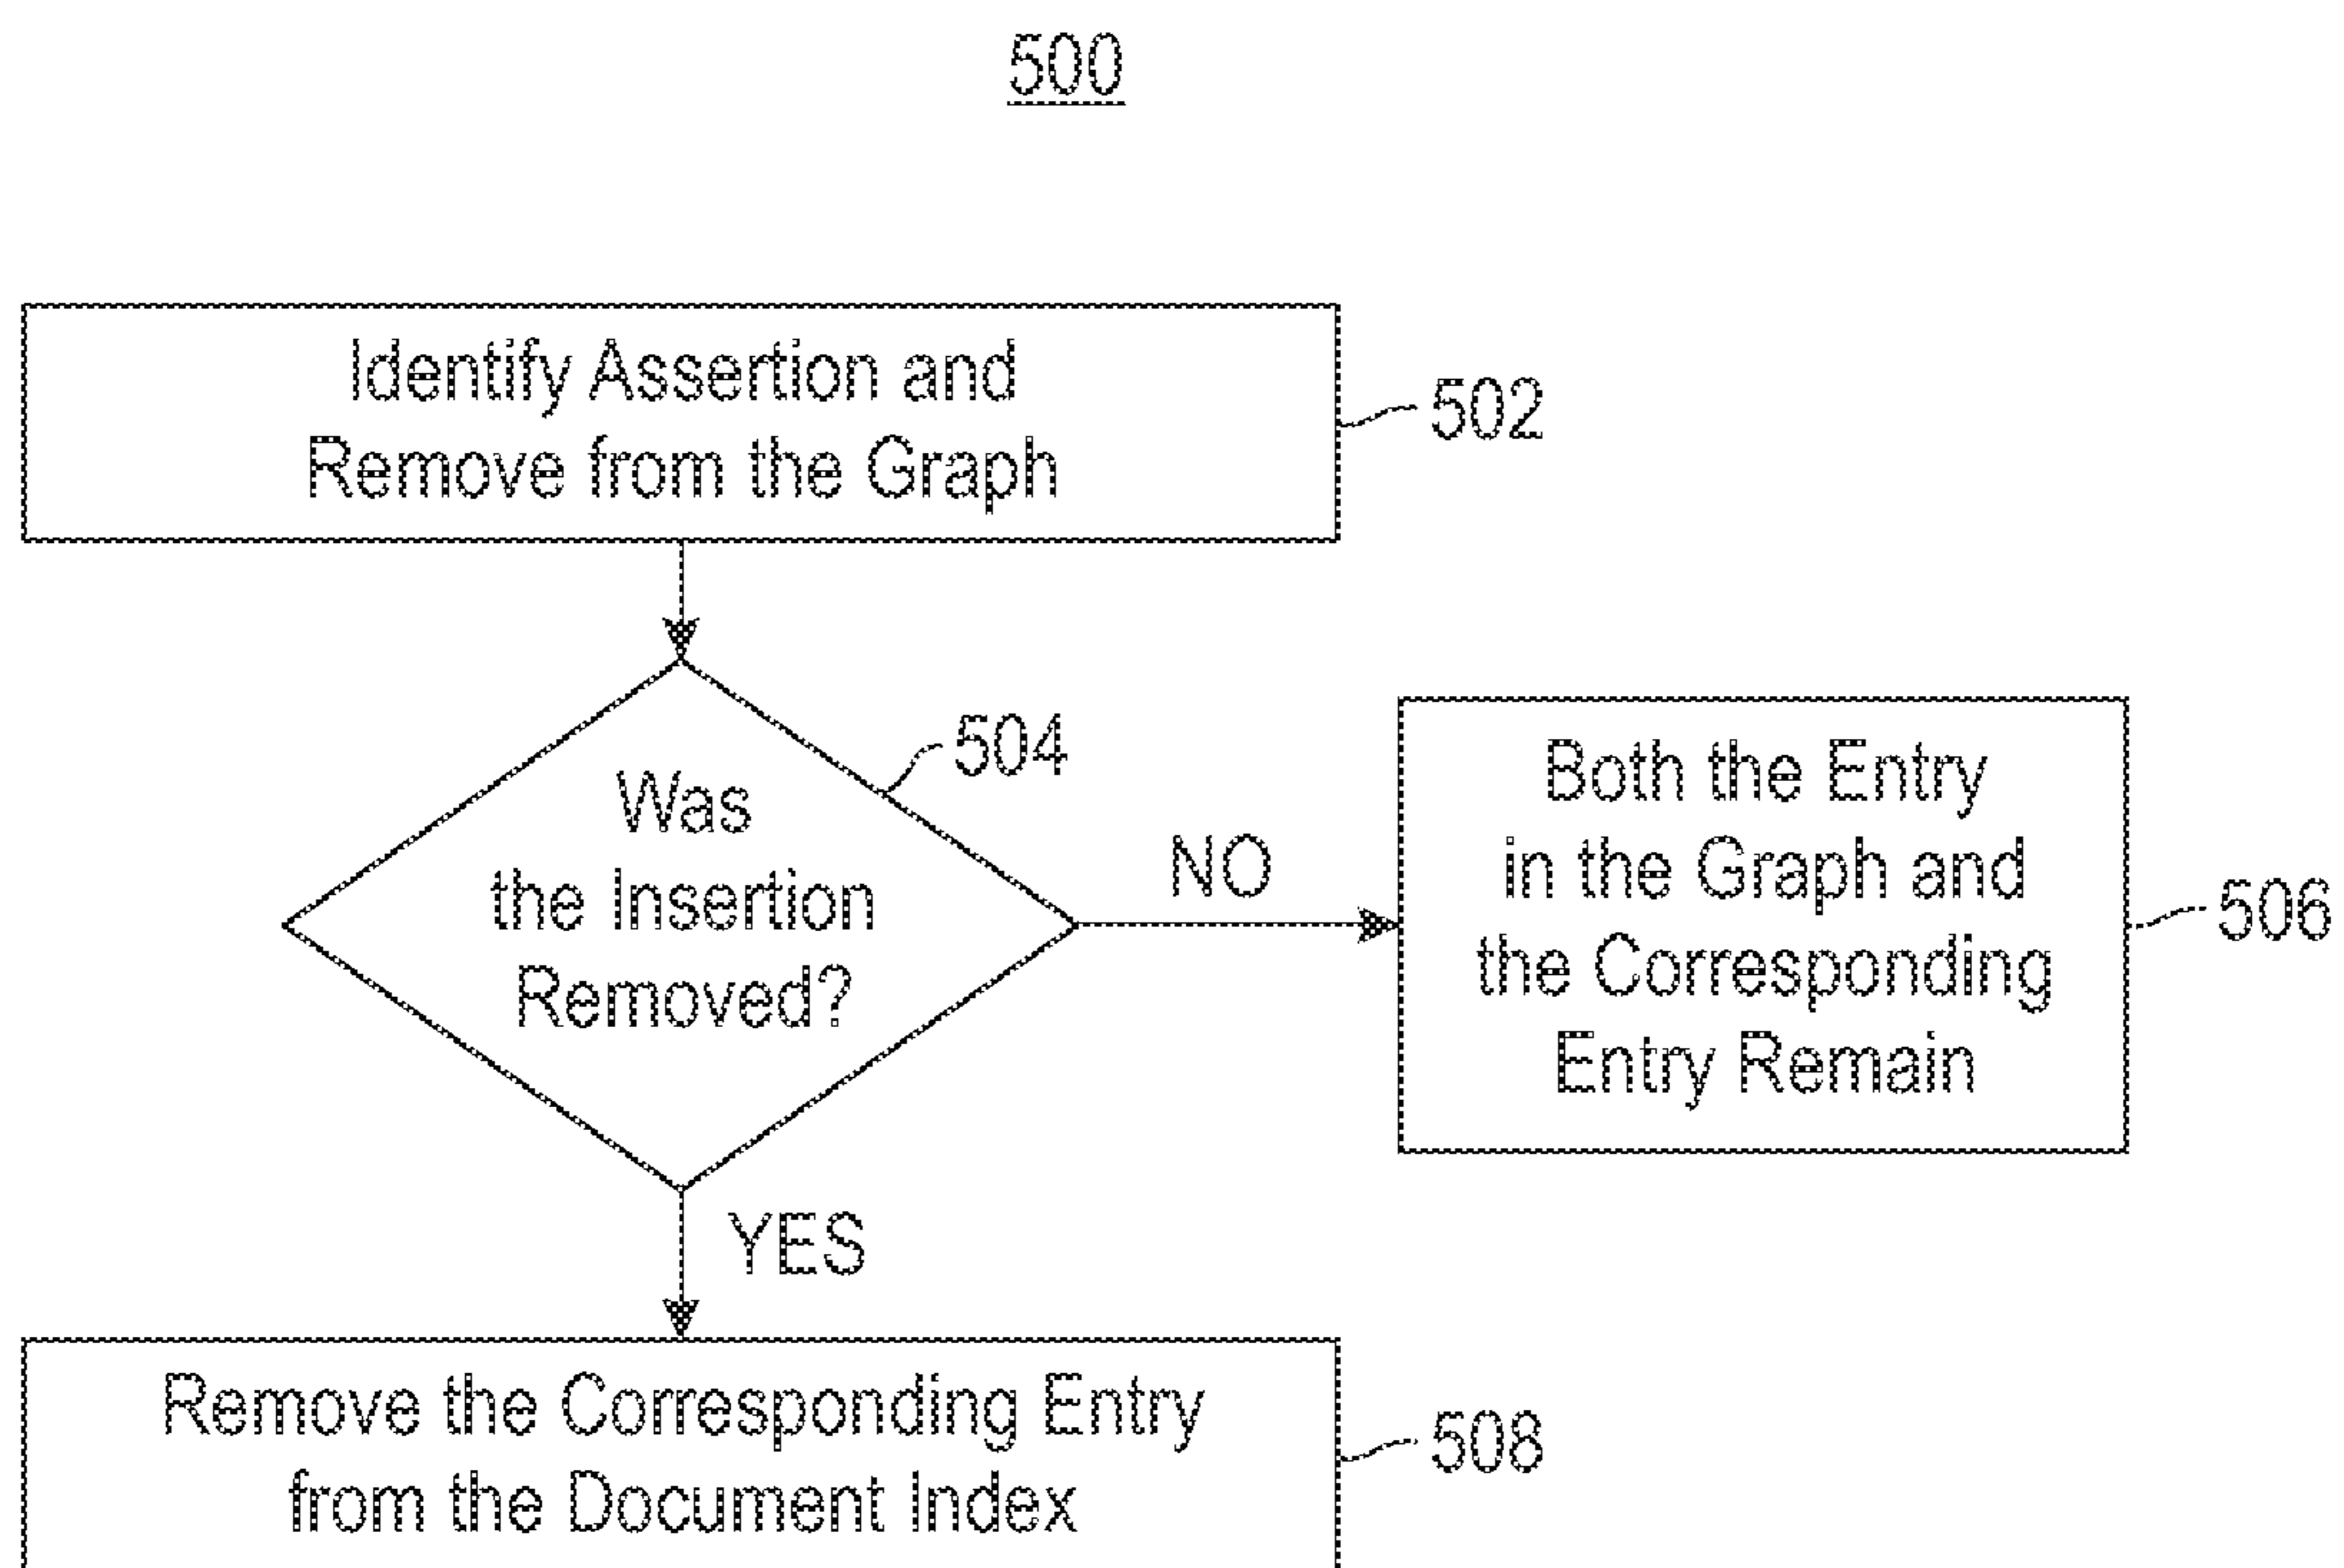 500
Identify Assertion and
Remove from the Graph
502
504
Was
the Insertion
Removed?
NO
Both the Entry
in the Graph and
the Corresponding
Entry Remain
506
YES
Remove the Corresponding Entry
from the Document Index
508